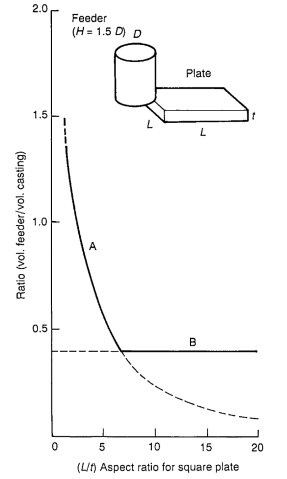 2.0
Feeder
(H = 1.5 D) D
Plate
1.5
L
L
t
1.0
A
0.5
B
0
5
10
15
20
Ratio (vol. feeder/vol. casting)
(L/t) Aspect ratio for square plate